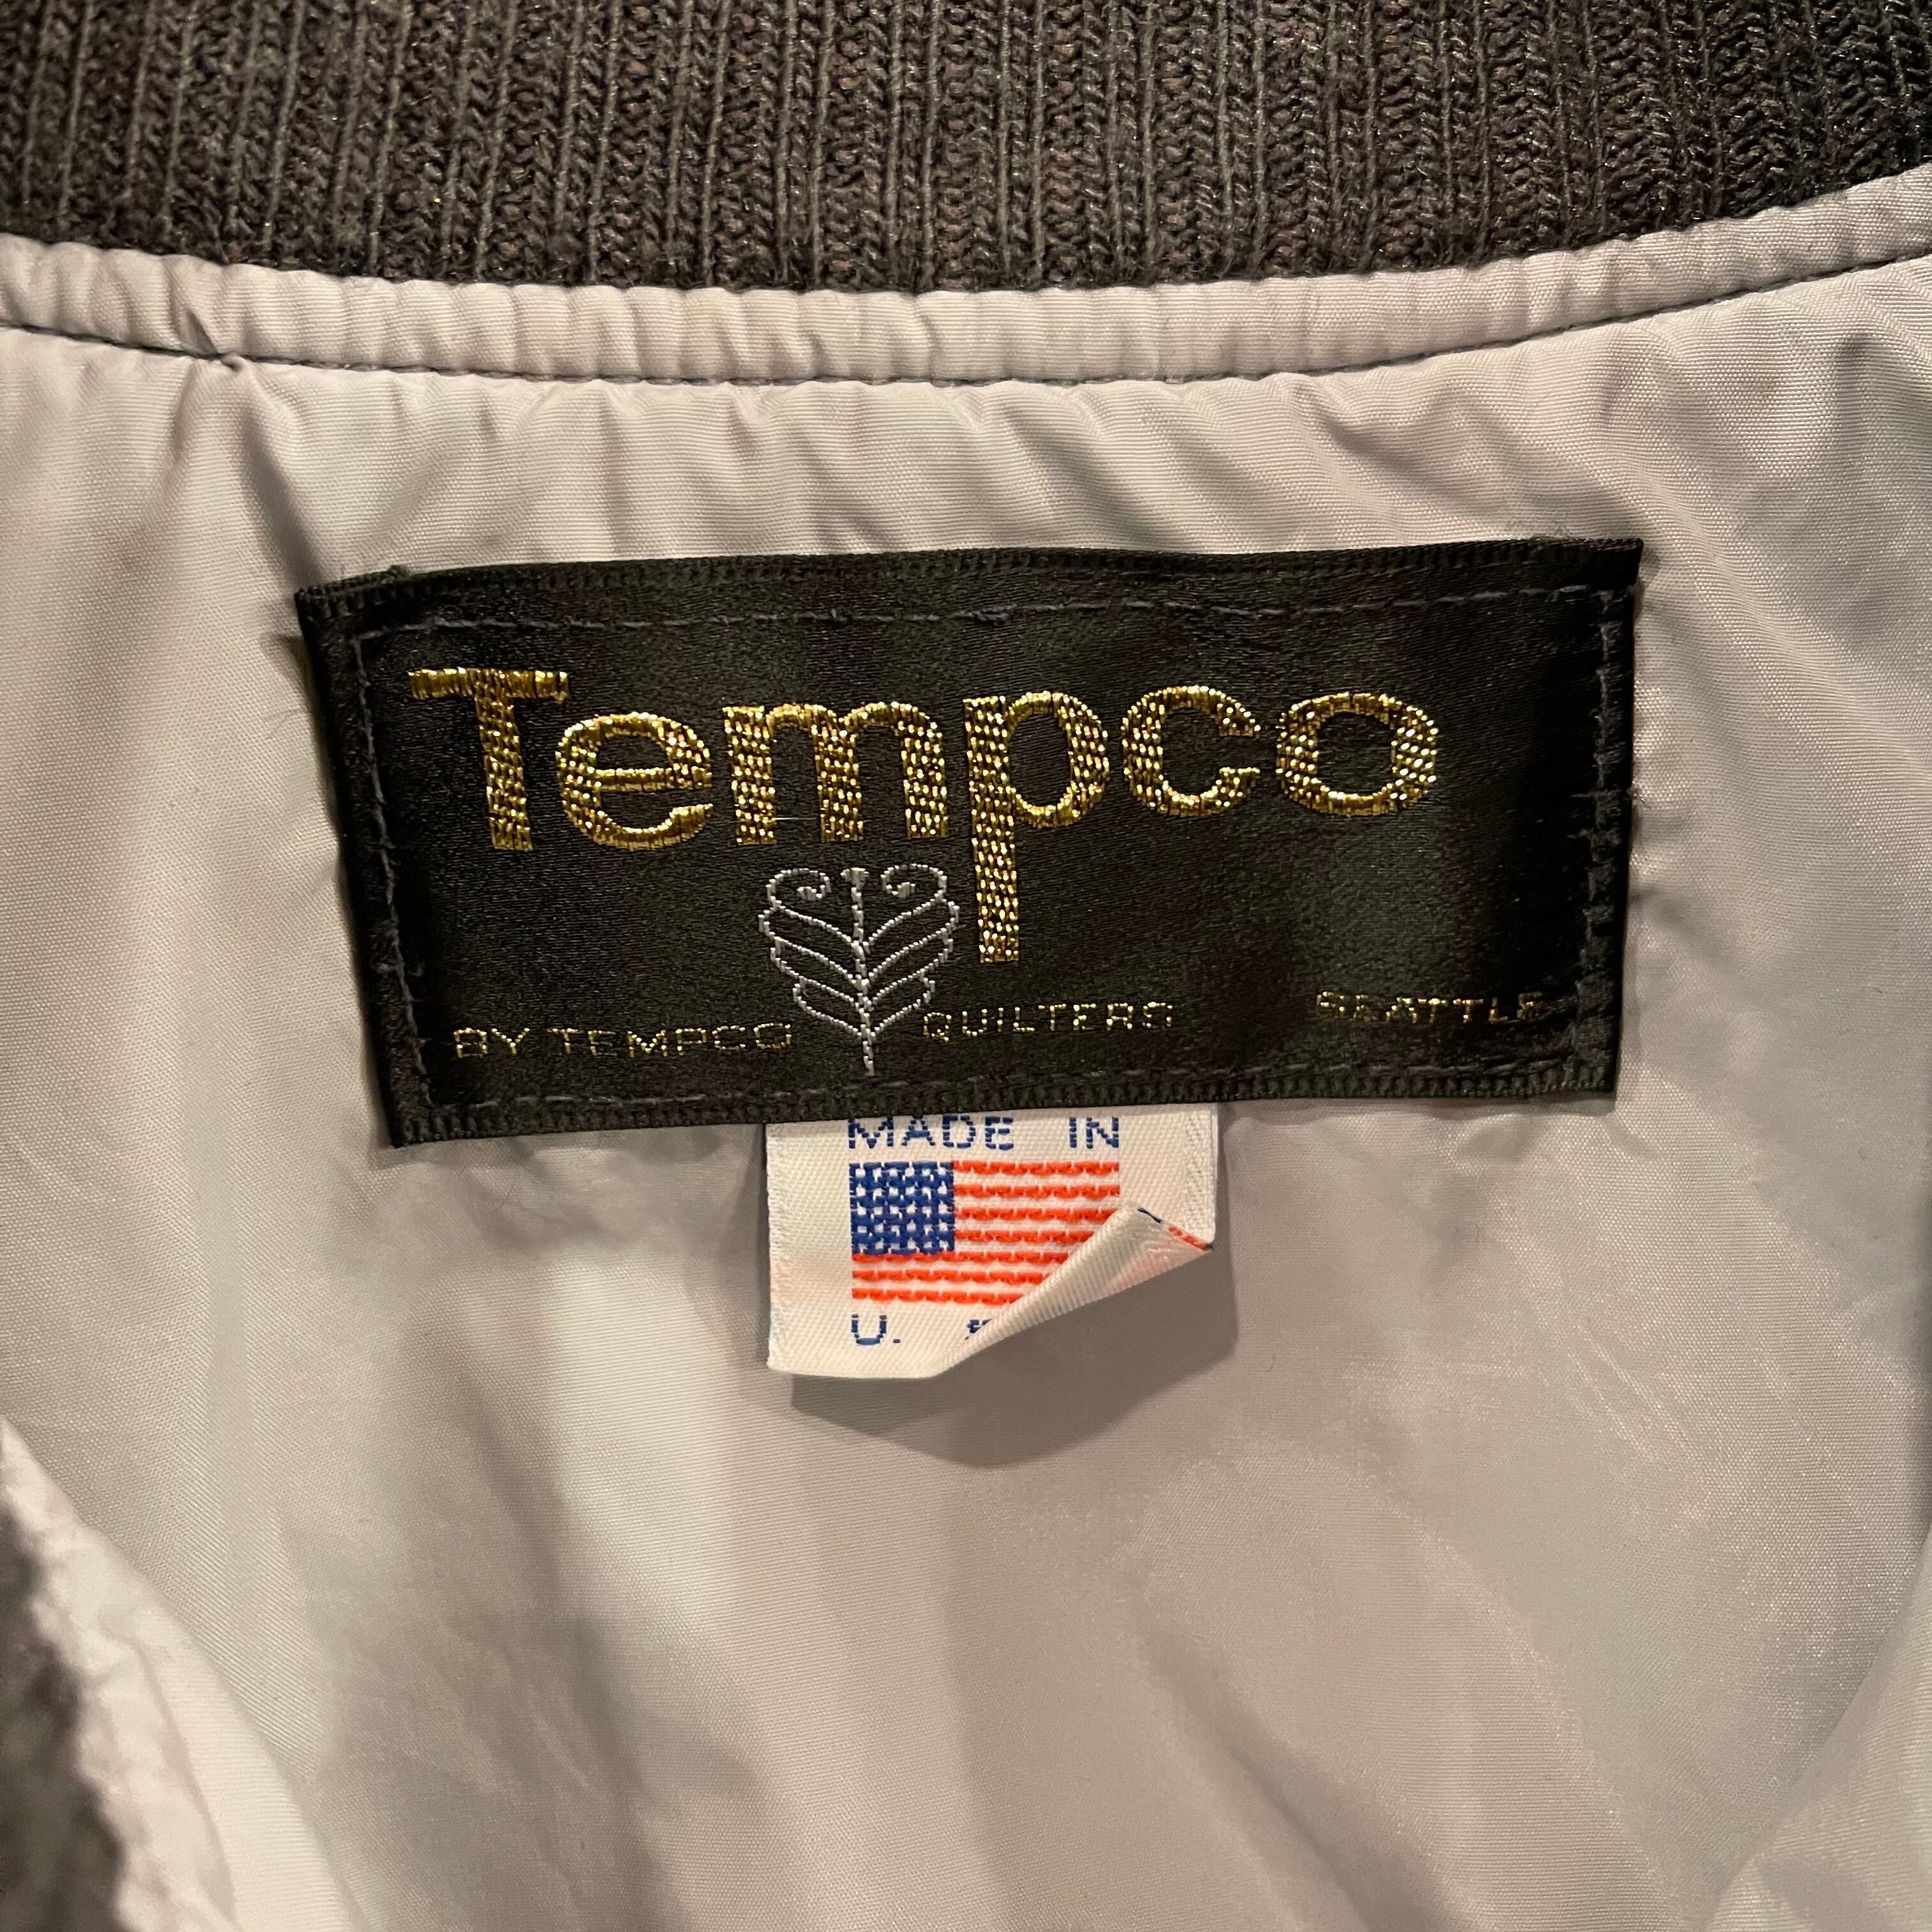 Tempco
BY TEMPCO QUILTERS SEATTLE
MADE IN
U.